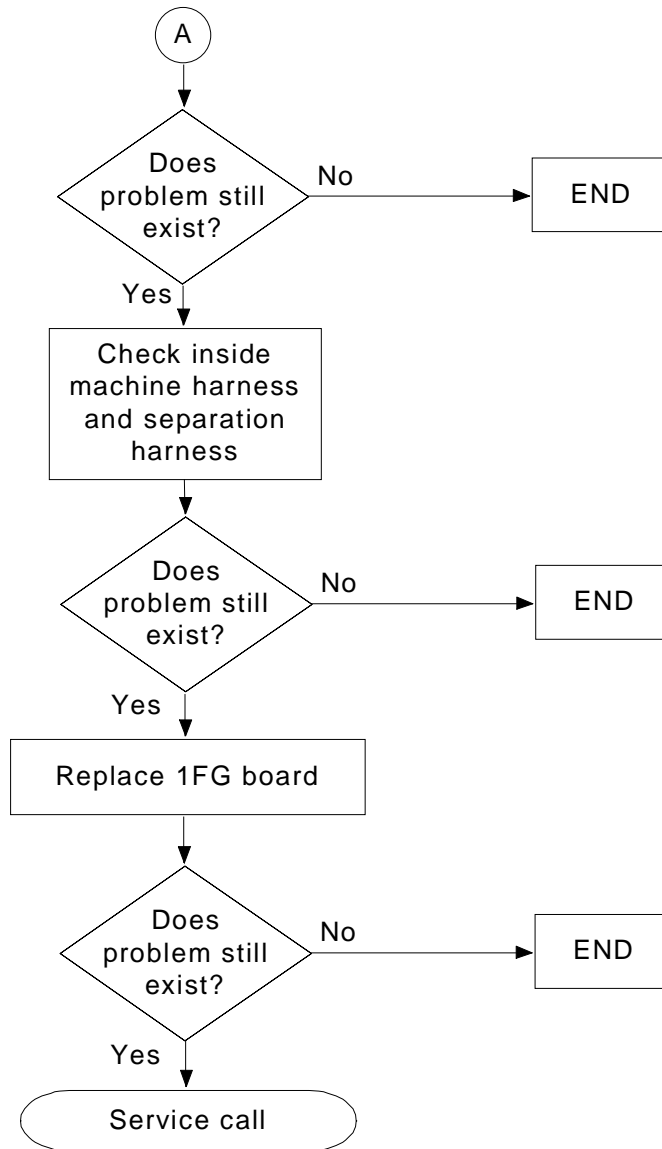 A
Does
problem still
exist?
No
END
Yes
Check inside
machine harness
and separation
harness
Does
problem still
exist?
No
END
Yes
Replace 1FG board
Does
problem still
exist?
No
END
Yes
Service call